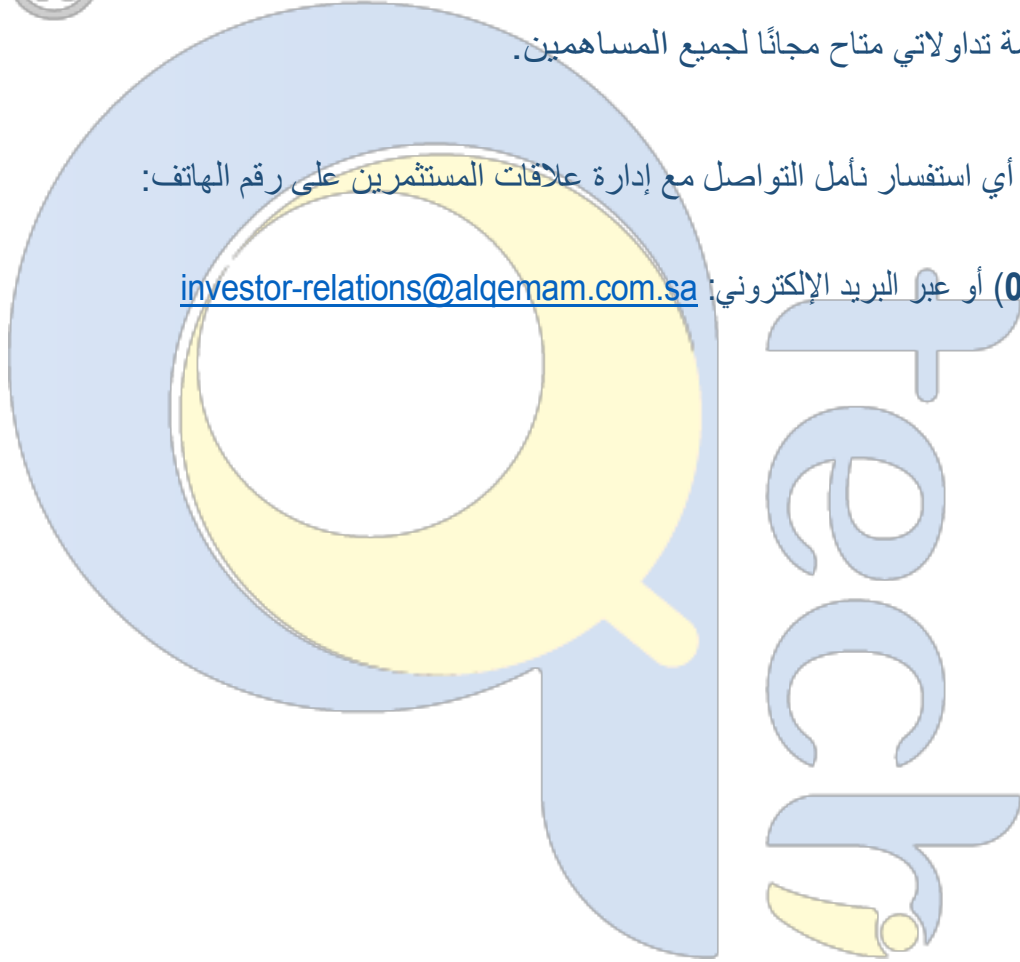 تداولاتي متاح مجانًا لجميع المساهمين.
أي استفسار نأمل التواصل مع إدارة علاقات المستثمرين على رقم الهاتف:
0) أو عبر البريد الإلكتروني: investor-relations@alqemam.com.sa
tech